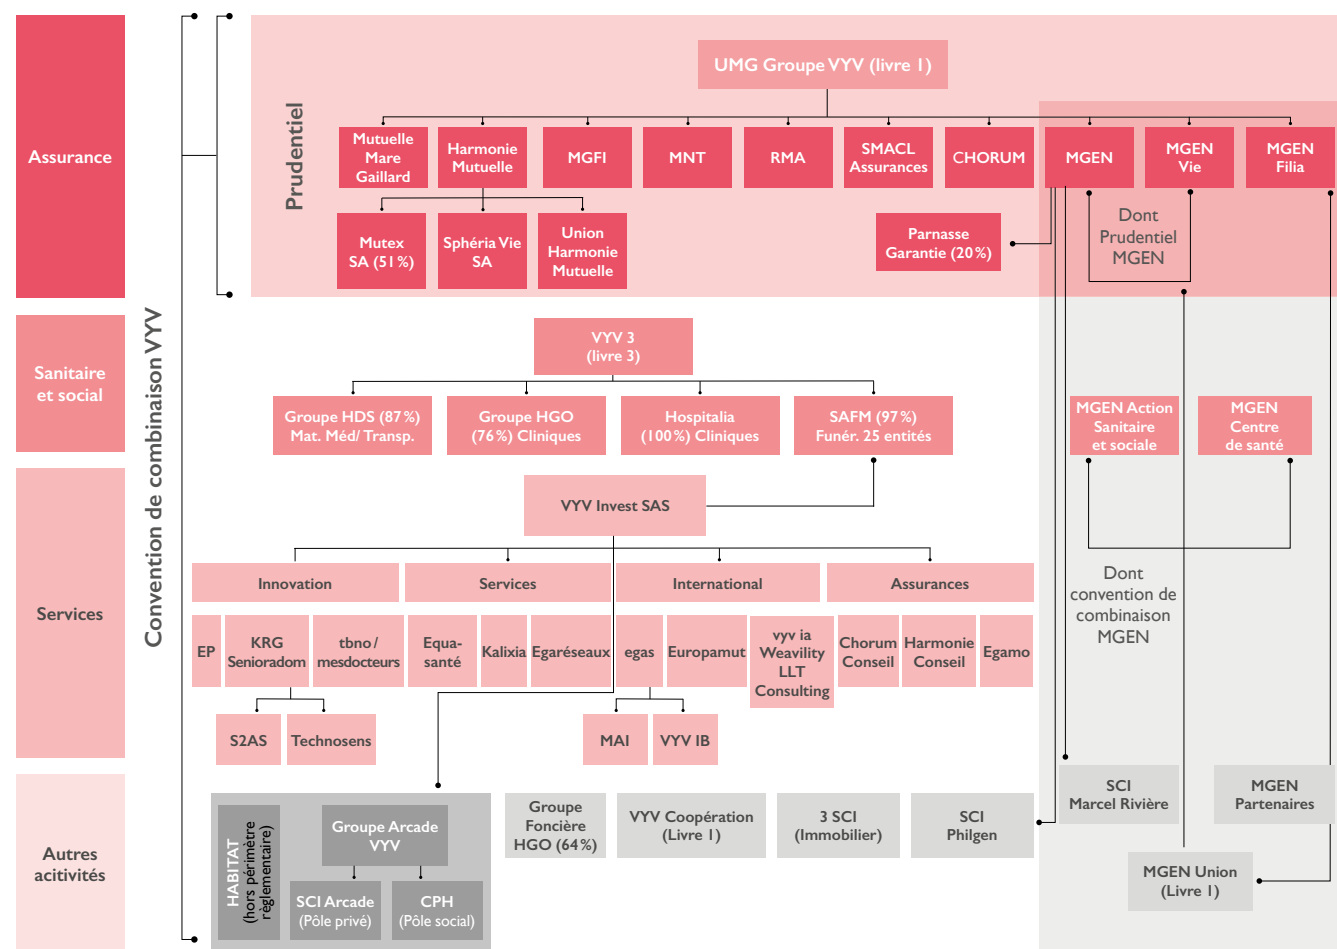 Assurance
Sanitaire
et social
Services
Autres
acitivités
Convention de combinaison VYV
Prudentiel
UMG Groupe VYV (livre 1)
Mutuelle
Mare
Gaillard
Harmonie
Mutuelle
MGFI
MNT
RMA
SMACL
Assurances
CHORUM
MGEN
MGEN
Vie
MGEN
Filia
Mutex
SA (51%)
Sphéria Vie
SA
Union
Harmonie
Mutuelle
Parnasse
Garantie (20%)
Dont
Prudentiel
MGEN
VYV 3
(livre 3)
Groupe HDS (87%)
Mat. Méd/ Transp.
Groupe HGO
(76%) Cliniques
Hospitalia
(100%) Cliniques
SAFM (97%)
Funér. 25 entités
MGEN Action
Sanitaire
et sociale
MGEN
Centre
de santé
VYV Invest SAS
Innovation
Services
International
Assurances
Dont
convention de
combinaison
MGEN
EP
KRG
Senioradom
tbno /
mesdocteurs
Equa-
santé
Kalixia
Egaréseaux
egas
Europamut
vyv ia
Weavility
LLT
Consulting
Chorum
Conseil
Harmonie
Conseil
Egamo
S2AS
Technosens
MAI
VYV IB
HABITAT
(hors périmètre
règlementaire)
Groupe Arcade
VYV
SCI Arcade
(Pôle privé)
CPH
(Pôle social)
Groupe
Foncière
HGO (64%)
VYV Coopération
(Livre 1)
3 SCI
(Immobilier)
SCI
Philgen
SCI
Marcel Rivière
MGEN
Partenaires
MGEN Union
(Livre 1)